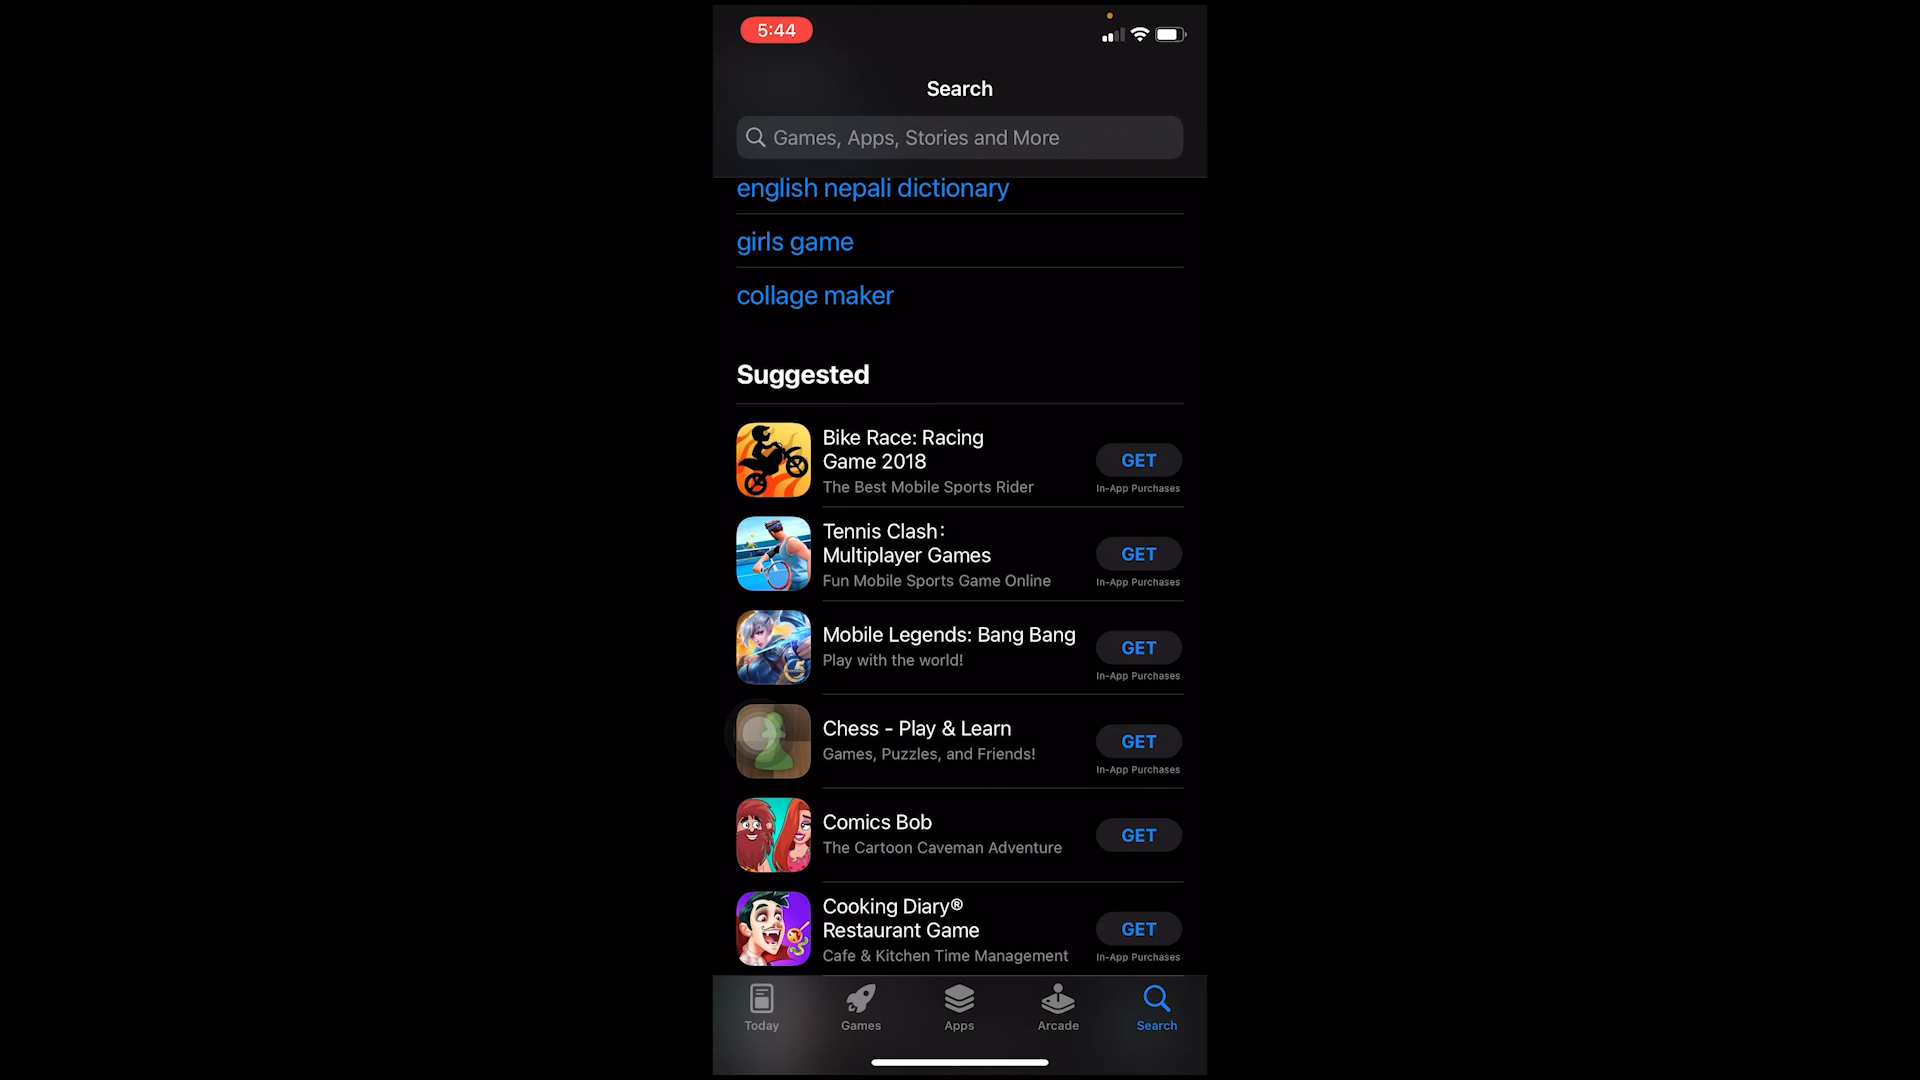 5:44
Search
Games, Apps, Stories and More
english nepali dictionary
girls game
collage maker
Suggested
Bike Race: Racing
Game 2018
The Best Mobile Sports Rider
GET
In-App Purchases
Tennis Clash:
Multiplayer Games
Fun Mobile Sports Game Online
GET
In-App Purchases
Mobile Legends: Bang Bang
Play with the world!
GET
In-App Purchases
Chess - Play & Learn
Games, Puzzles, and Friends!
GET
In-App Purchases
Comics Bob
The Cartoon Caveman Adventure
GET
Cooking Diary®
Restaurant Game
Cafe & Kitchen Time Management
GET
In-App Purchases
Today
Games
Apps
Arcade
Search